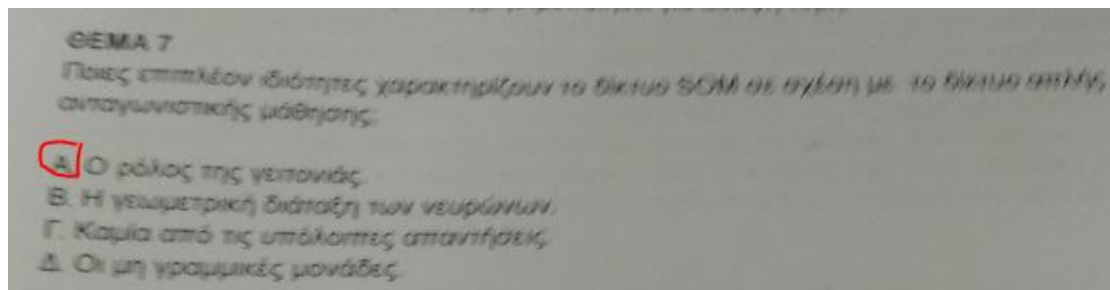 ΘΕΜΑ 7
Ποιες επιπλέον ιδιότητες χαρακτηρίζουν το δίκτυο SOM σε σχέση με το δίκτυο απλής,
ανταγωνιστικής μάθησης;
Α. Ο ρόλος της γειτονιάς.
Β. Η γεωμετρική διάταξη των νευρώνων.
Γ. Καμία από τις υπόλοιπες απαντήσεις.
Δ. Οι μη γραμμικές μονάδες.